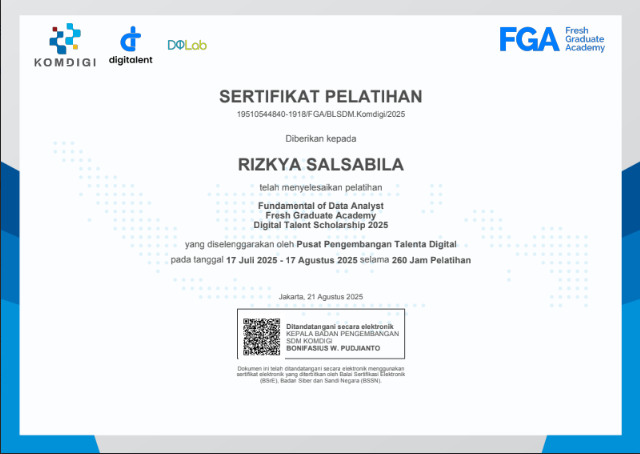 KOMDIGI
digitalent
DQLab
FGA
Fresh
Graduate
Academy
SERTIFIKAT PELATIHAN
19510544840-1918/FGA/BLSDM.Komdigi/2025
Diberikan kepada
RIZKYA SALSABILA
telah menyelesaikan pelatihan
Fundamental of Data Analyst
Fresh Graduate Academy
Digital Talent Scholarship 2025
yang diselenggarakan oleh Pusat Pengembangan Talenta Digital
pada tanggal 17 Juli 2025 - 17 Agustus 2025 selama 260 Jam Pelatihan
Jakarta, 21 Agustus 2025
Ditandatangani secara elektronik
KEPALA BADAN PENGEMBANGAN
SDM KOMDIGI
BONIFASIUS W. PUDJIANTO
Dokumen ini telah ditandatangani secara elektronik menggunakan
sertifikat elektronik yang diterbitkan oleh Balai Sertifikasi Elektronik
(BSrE), Badan Siber dan Sandi Negara (BSSN).